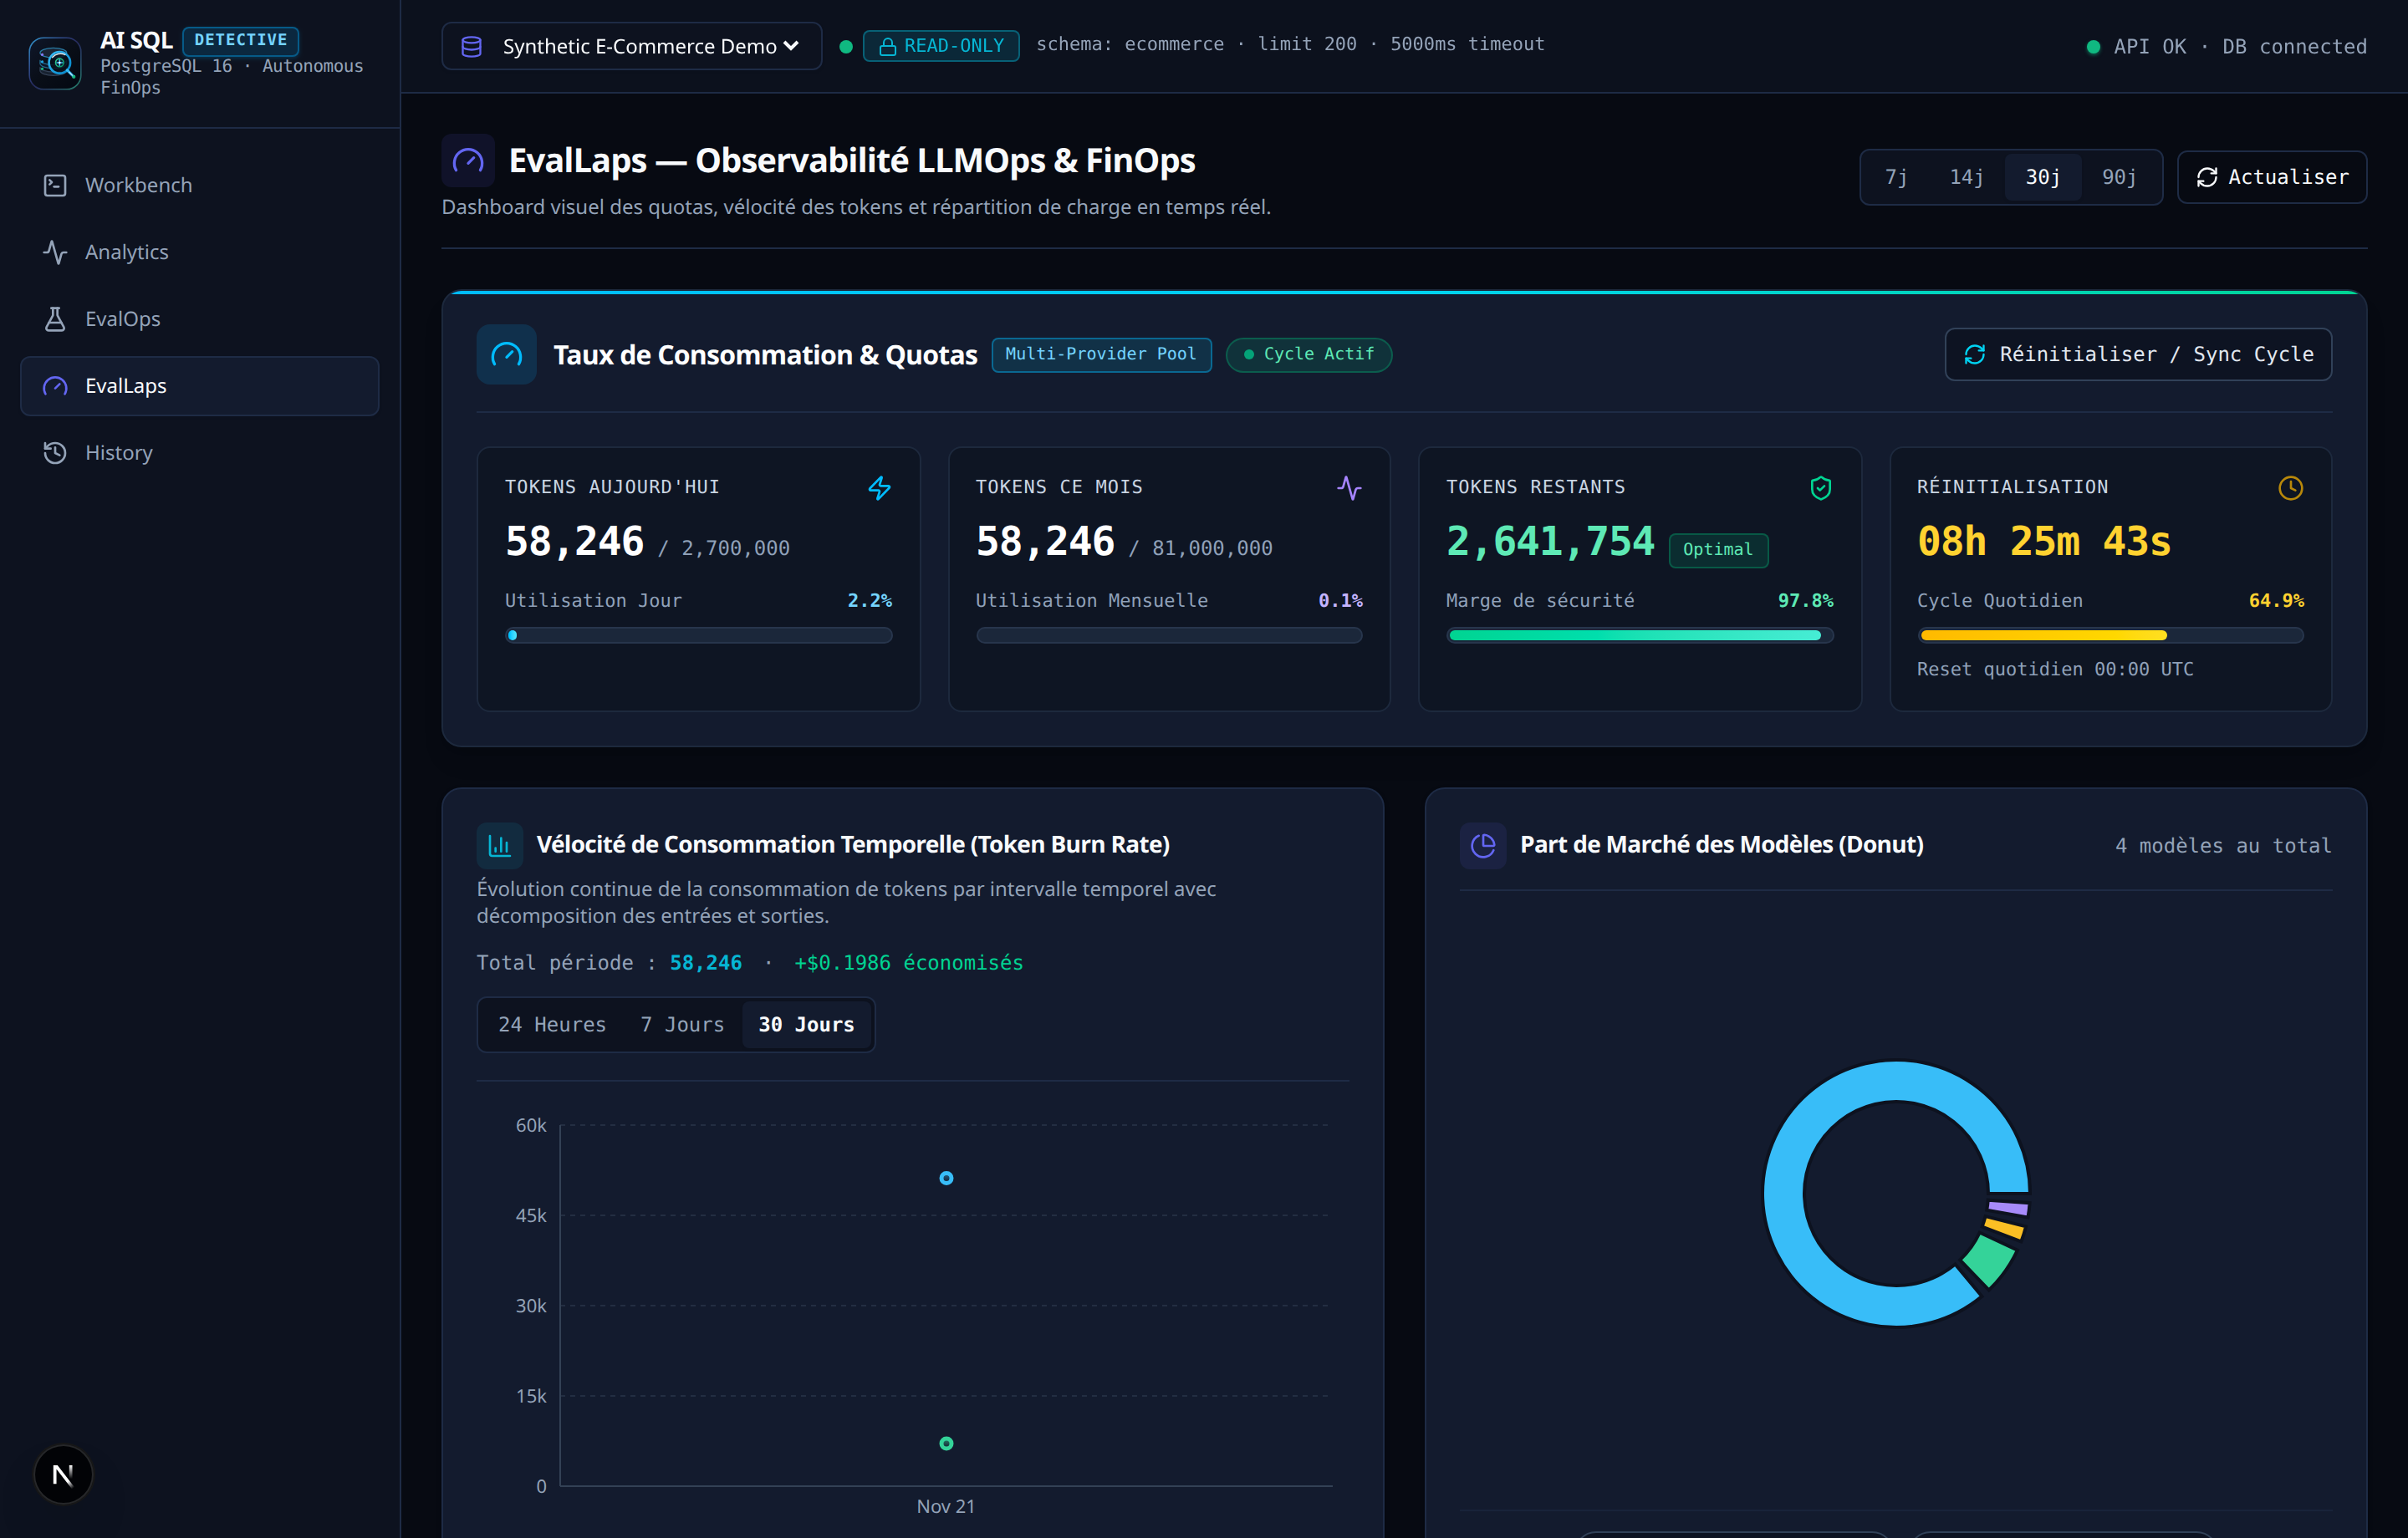 AI SQL DETECTIVE
PostgreSQL 16 · Autonomous
FinOps
Workbench
Analytics
EvalOps
EvalLaps
History
N
Synthetic E-Commerce Demo
READ-ONLY
schema: ecommerce · limit 200 · 5000ms timeout
API OK · DB connected
EvalLaps — Observabilité LLMOps & FinOps
Dashboard visuel des quotas, vélocité des tokens et répartition de charge en temps réel.
7j 14j 30j 90j
Actualiser
Taux de Consommation & Quotas
Multi-Provider Pool
Cycle Actif
Réinitialiser / Sync Cycle
TOKENS AUJOURD'HUI
58,246 / 2,700,000
Utilisation Jour 2.2%
TOKENS CE MOIS
58,246 / 81,000,000
Utilisation Mensuelle 0.1%
TOKENS RESTANTS
2,641,754 Optimal
Marge de sécurité 97.8%
RÉINITIALISATION
08h 25m 43s
Cycle Quotidien 64.9%
Reset quotidien 00:00 UTC
Vélocité de Consommation Temporelle (Token Burn Rate)
Évolution continue de la consommation de tokens par intervalle temporel avec
décomposition des entrées et sorties.
Total période : 58,246 · +$0.1986 économisés
24 Heures 7 Jours 30 Jours
60k
45k
30k
15k
0
Nov 21
Part de Marché des Modèles (Donut)
4 modèles au total